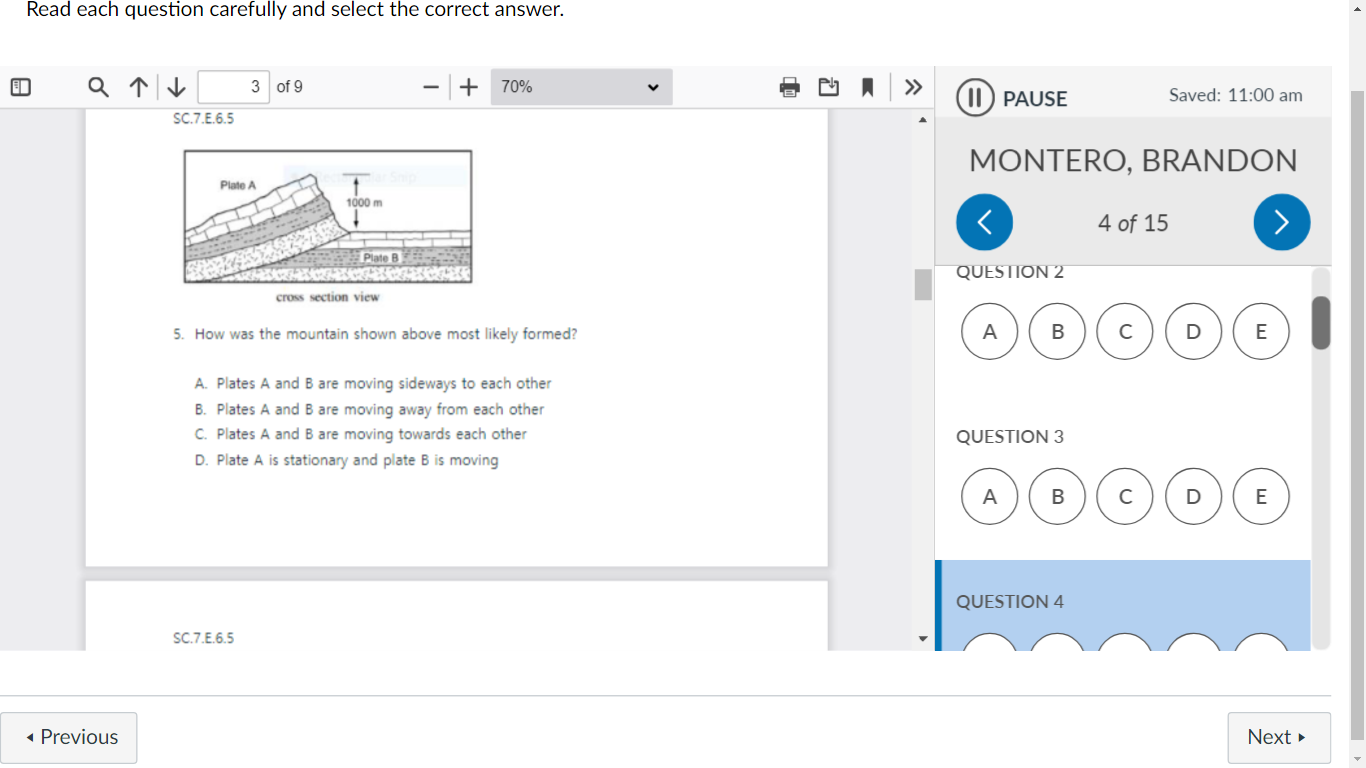 Read each question carefully and select the correct answer.
3 of 9
70%
PAUSE
Saved: 11:00 am
SC.7.E.6.5
Plate A
1000 m
Plate B
cross section view
5. How was the mountain shown above most likely formed?
A. Plates A and B are moving sideways to each other
B. Plates A and B are moving away from each other
C. Plates A and B are moving towards each other
D. Plate A is stationary and plate B is moving
SC.7.E.6.5
MONTERO, BRANDON
4 of 15
QUESTION 2
A B C D E
QUESTION 3
A B C D E
QUESTION 4
Previous
Next